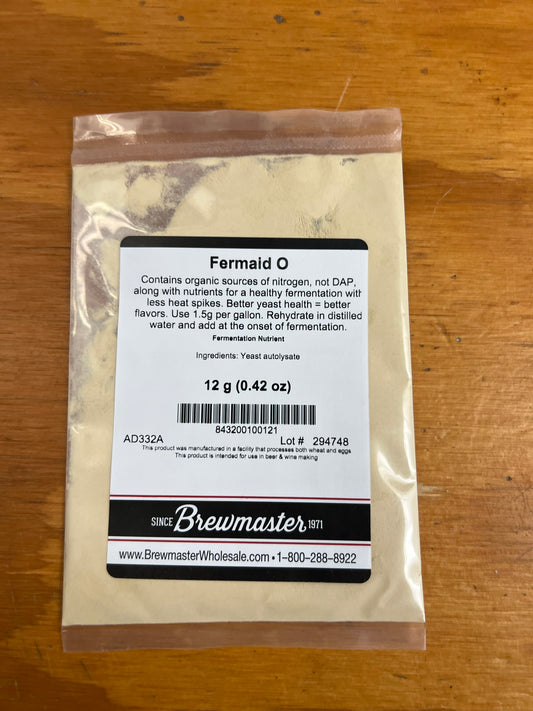 Fermaid O
Contains organic sources of nitrogen, not DAP,
along with nutrients for a healthy fermentation with
less heat spikes. Better yeast health = better
flavors. Use 1.5g per gallon. Rehydrate in distilled
water and add at the onset of fermentation.
Fermentation Nutrient
Ingredients: Yeast autolysate
12 g (0.42 oz)
843200100121
AD332A Lot # 294748
This product was manufactured in a facility that processes both wheat and eggs
This product is intended for use in beer & wine making
SINCE Brewmaster 1971
www.BrewmasterWholesale.com • 1-800-288-8922